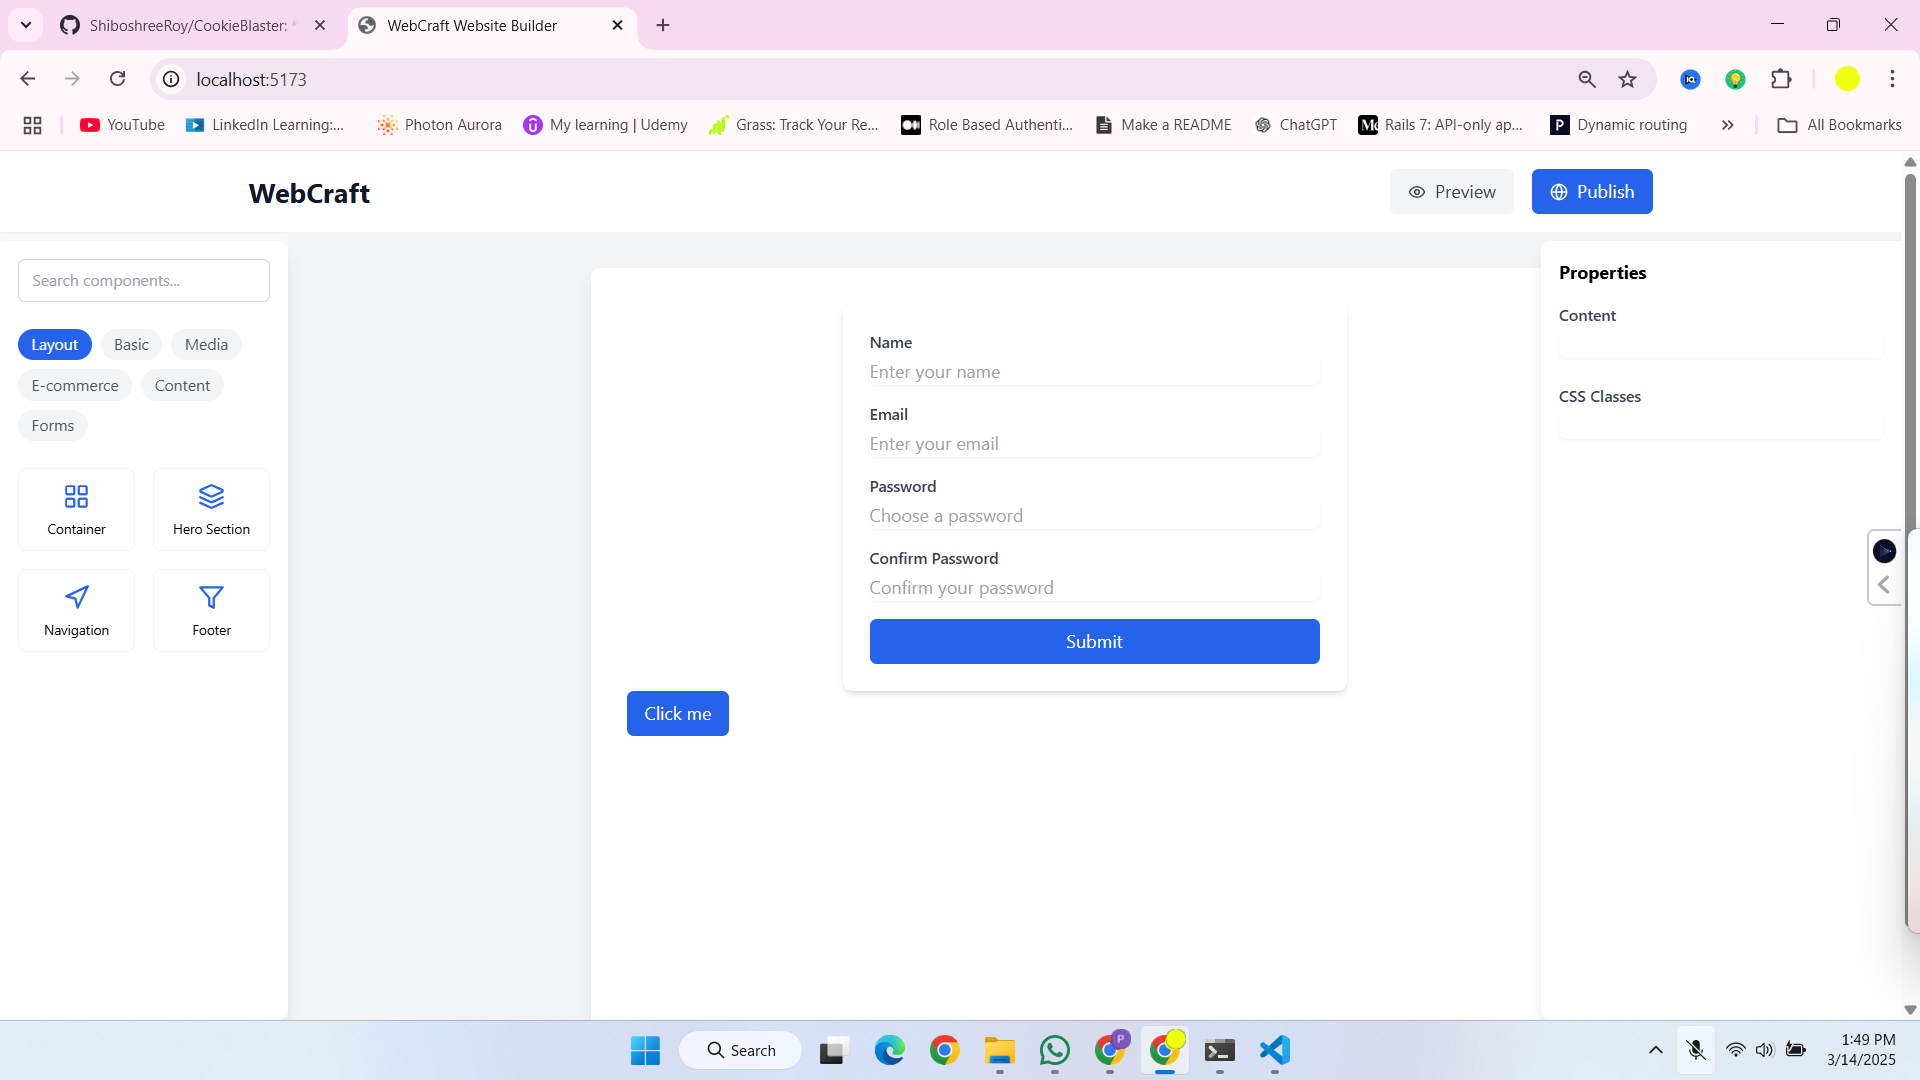 ShiboshreeRoy/CookieBlaster:
WebCraft Website Builder
localhost:5173
YouTube
LinkedIn Learning:...
Photon Aurora
My learning | Udemy
Grass: Track Your Re...
Role Based Authenti...
Make a README
ChatGPT
Rails 7: API-only ap...
Dynamic routing
All Bookmarks
WebCraft
Preview
Publish
Search components...
Layout
Basic
Media
E-commerce
Content
Forms
Container
Hero Section
Navigation
Footer
Name
Enter your name
Email
Enter your email
Password
Choose a password
Confirm Password
Confirm your password
Submit
Click me
Properties
Content
CSS Classes
Search
P
1:49 PM
3/14/2025